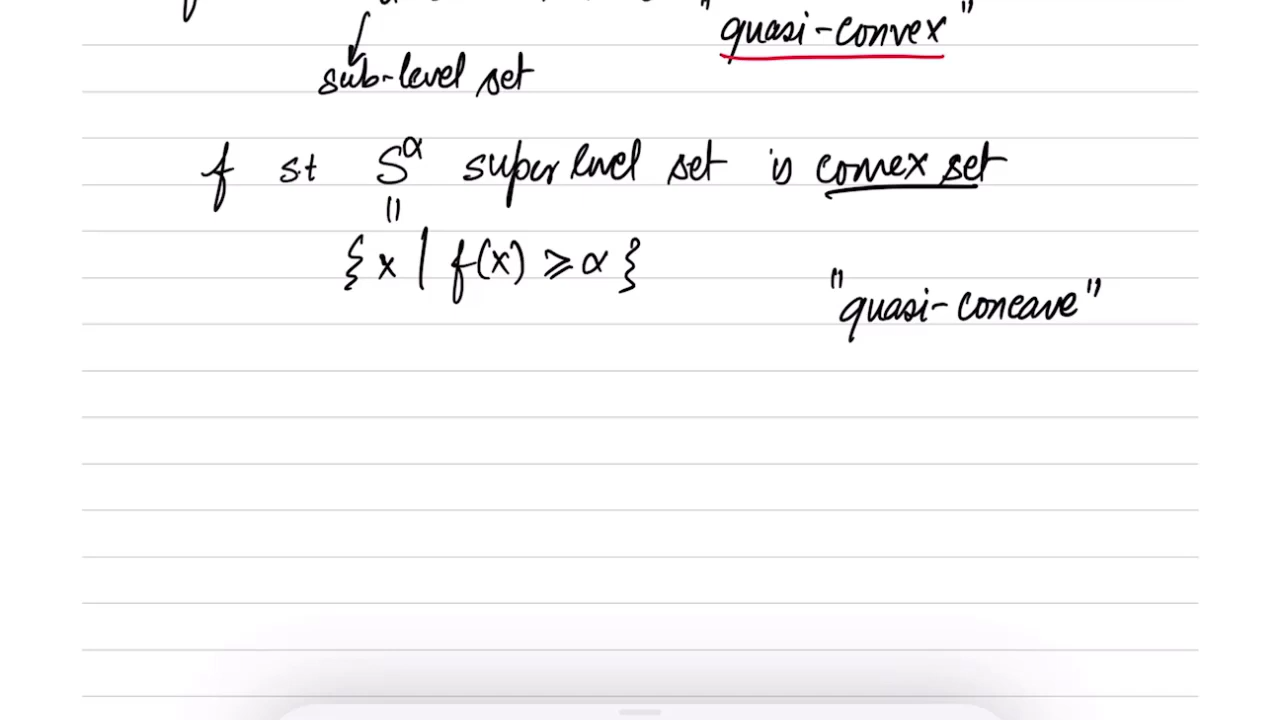 "quasi-convex"
sub-level set
f st S^α super level set is convex set
||
{ x | f(x) ⩾ α }
"quasi-concave"